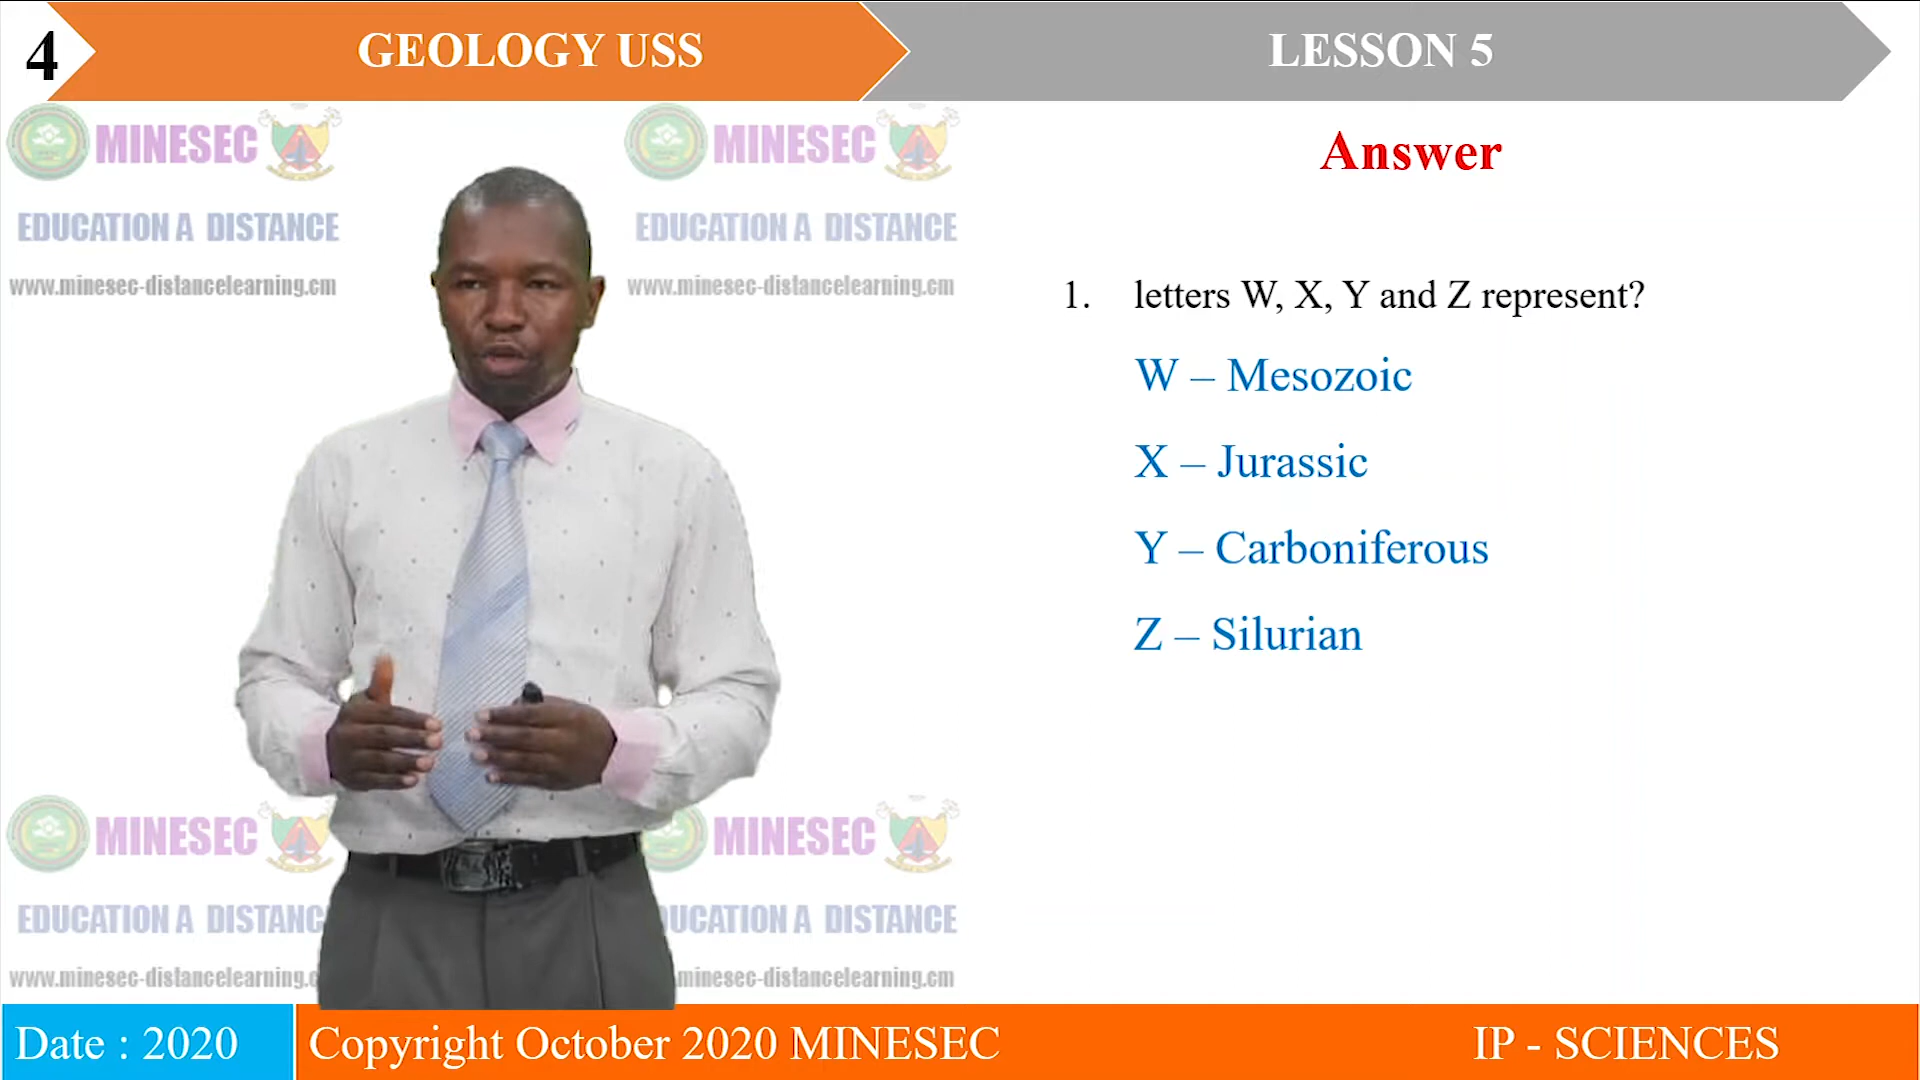 4
GEOLOGY USS
LESSON 5
MINESEC
MINESEC
EDUCATION A DISTANCE
EDUCATION A DISTANCE
www.minesec-distancelearning.cm
www.minesec-distancelearning.cm
Answer
1. letters W, X, Y and Z represent?
W – Mesozoic
X – Jurassic
Y – Carboniferous
Z – Silurian
MINESEC
MINESEC
EDUCATION A DISTANC
UCATION A DISTANCE
www.minesec-distancelearning.c
minesec-distancelearning.cm
Date : 2020
Copyright October 2020 MINESEC
IP - SCIENCES